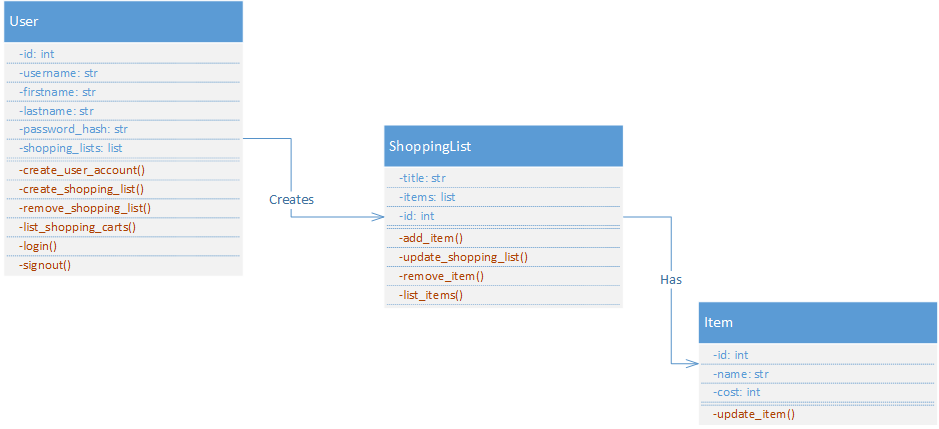 User
-id: int
-username: str
-firstname: str
-lastname: str
-password_hash: str
-shopping_lists: list
-create_user_account()
-create_shopping_list()
-remove_shopping_list()
-list_shopping_carts()
-login()
-signout()
Creates
ShoppingList
-title: str
-items: list
-id: int
-add_item()
-update_shopping_list()
-remove_item()
-list_items()
Has
Item
-id: int
-name: str
-cost: int
-update_item()